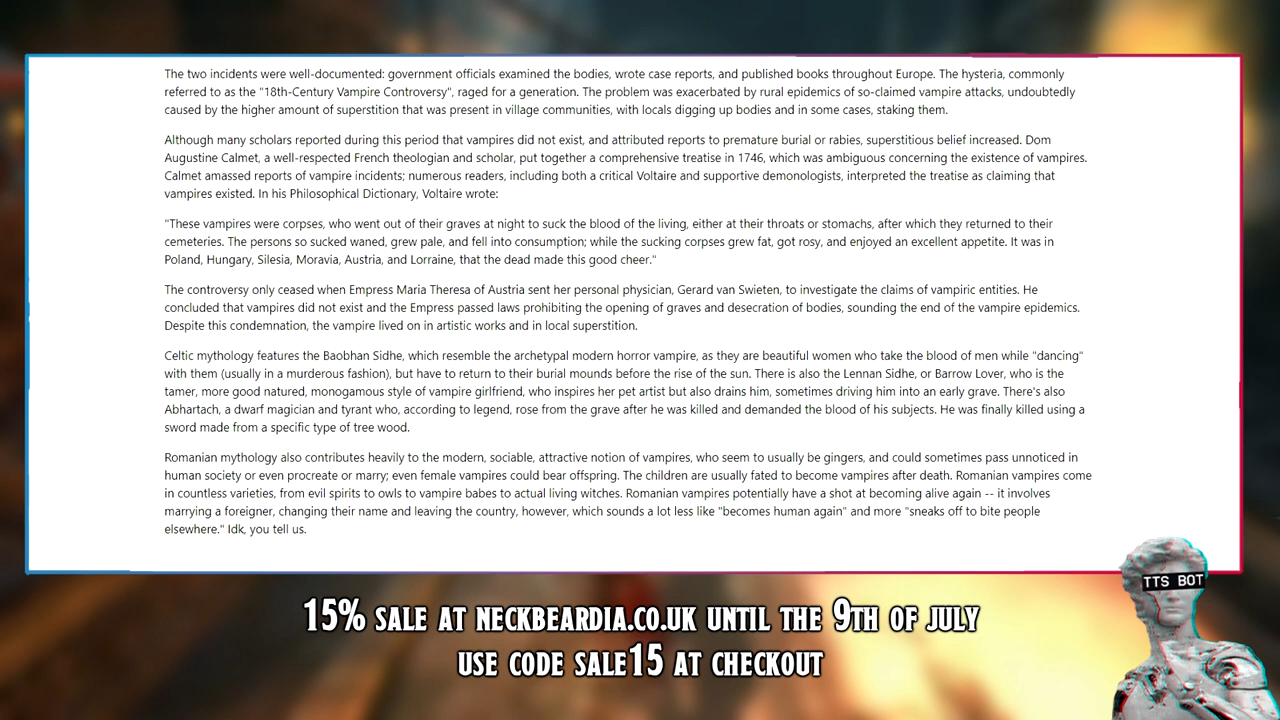 The two incidents were well-documented: government officials examined the bodies, wrote case reports, and published books throughout Europe. The hysteria, commonly
referred to as the "18th-Century Vampire Controversy", raged for a generation. The problem was exacerbated by rural epidemics of so-claimed vampire attacks, undoubtedly
caused by the higher amount of superstition that was present in village communities, with locals digging up bodies and in some cases, staking them.
Although many scholars reported during this period that vampires did not exist, and attributed reports to premature burial or rabies, superstitious belief increased. Dom
Augustine Calmet, a well-respected French theologian and scholar, put together a comprehensive treatise in 1746, which was ambiguous concerning the existence of vampires.
Calmet amassed reports of vampire incidents; numerous readers, including both a critical Voltaire and supportive demonologists, interpreted the treatise as claiming that
vampires existed. In his Philosophical Dictionary, Voltaire wrote:
"These vampires were corpses, who went out of their graves at night to suck the blood of the living, either at their throats or stomachs, after which they returned to their
cemeteries. The persons so sucked waned, grew pale, and fell into consumption; while the sucking corpses grew fat, got rosy, and enjoyed an excellent appetite. It was in
Poland, Hungary, Silesia, Moravia, Austria, and Lorraine, that the dead made this good cheer."
The controversy only ceased when Empress Maria Theresa of Austria sent her personal physician, Gerard van Swieten, to investigate the claims of vampiric entities. He
concluded that vampires did not exist and the Empress passed laws prohibiting the opening of graves and desecration of bodies, sounding the end of the vampire epidemics.
Despite this condemnation, the vampire lived on in artistic works and in local superstition.
Celtic mythology features the Baobhan Sidhe, which resemble the archetypal modern horror vampire, as they are beautiful women who take the blood of men while "dancing"
with them (usually in a murderous fashion), but have to return to their burial mounds before the rise of the sun. There is also the Lennan Sidhe, or Barrow Lover, who is the
tamer, more good natured, monogamous style of vampire girlfriend, who inspires her pet artist but also drains him, sometimes driving him into an early grave. There's also
Abhartach, a dwarf magician and tyrant who, according to legend, rose from the grave after he was killed and demanded the blood of his subjects. He was finally killed using a
sword made from a specific type of tree wood.
Romanian mythology also contributes heavily to the modern, sociable, attractive notion of vampires, who seem to usually be gingers, and could sometimes pass unnoticed in
human society or even procreate or marry; even female vampires could bear offspring. The children are usually fated to become vampires after death. Romanian vampires come
in countless varieties, from evil spirits to owls to vampire babes to actual living witches. Romanian vampires potentially have a shot at becoming alive again -- it involves
marrying a foreigner, changing their name and leaving the country, however, which sounds a lot less like "becomes human again" and more "sneaks off to bite people
elsewhere." Idk, you tell us.
TTS BOT
15% SALE AT NECKBEARDIA.CO.UK UNTIL THE 9TH OF JULY
USE CODE SALE15 AT CHECKOUT